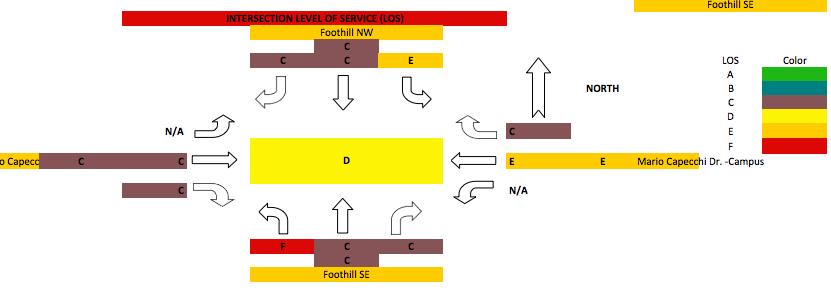 Foothill SE
INTERSECTION LEVEL OF SERVICE (LOS)
Foothill NW
C
C C E
LOS Color
A
B
C
D
E
F
NORTH
N/A
C
o Capecc C C
D
E E Mario Capecchi Dr. -Campus
C
N/A
F C C
C
Foothill SE